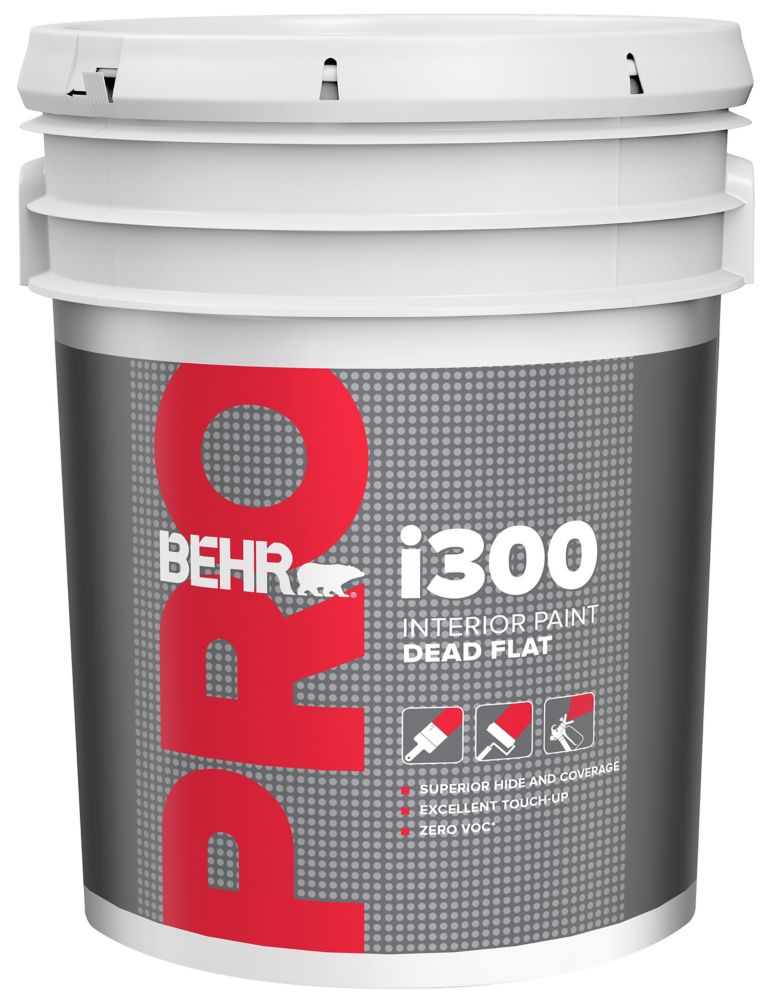 PRO
BEHR®
i300
INTERIOR PAINT
DEAD FLAT
SUPERIOR HIDE AND COVERAGE
EXCELLENT TOUCH-UP
ZERO VOC*